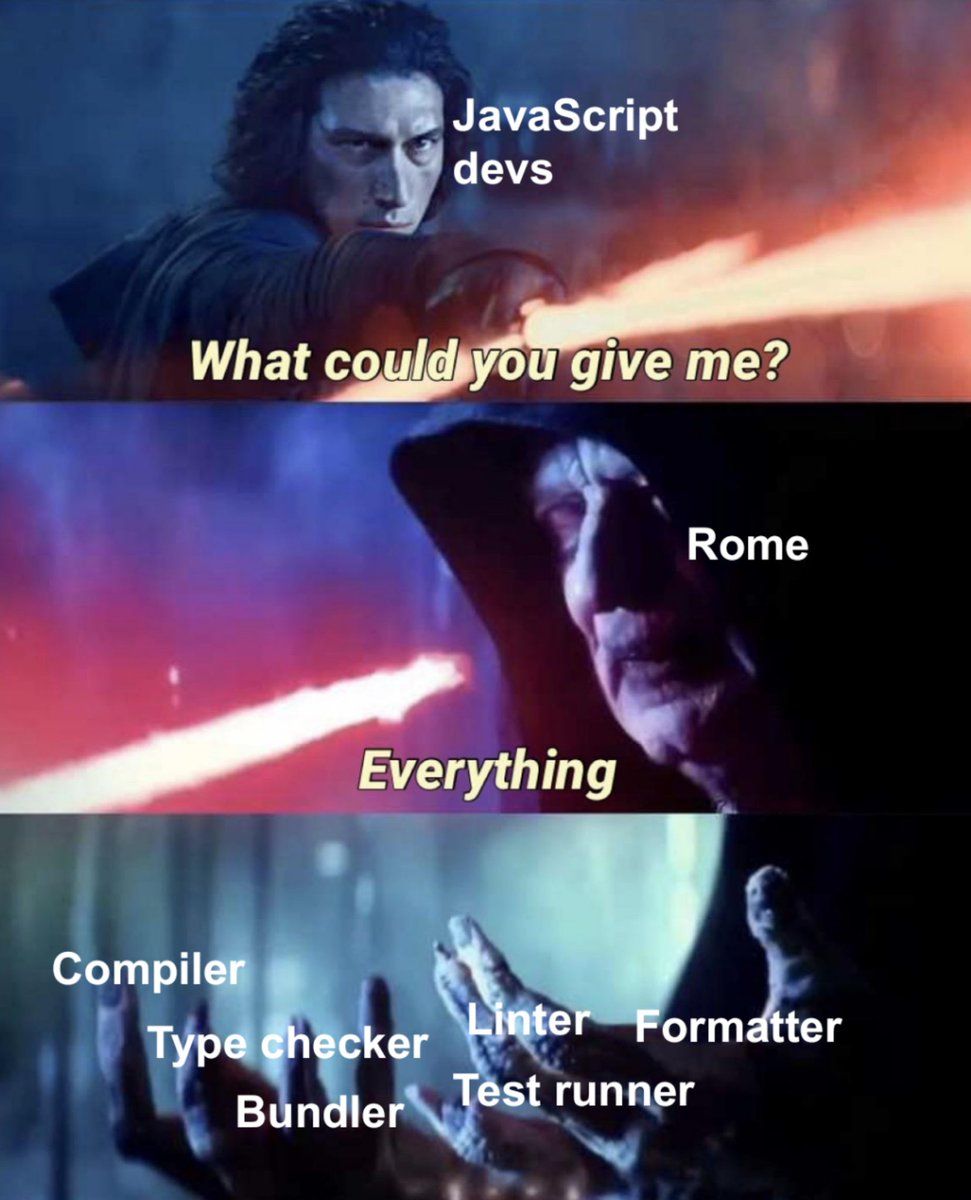 JavaScript
devs
What could you give me?
Rome
Everything
Compiler
Linter
Formatter
Type checker
Test runner
Bundler